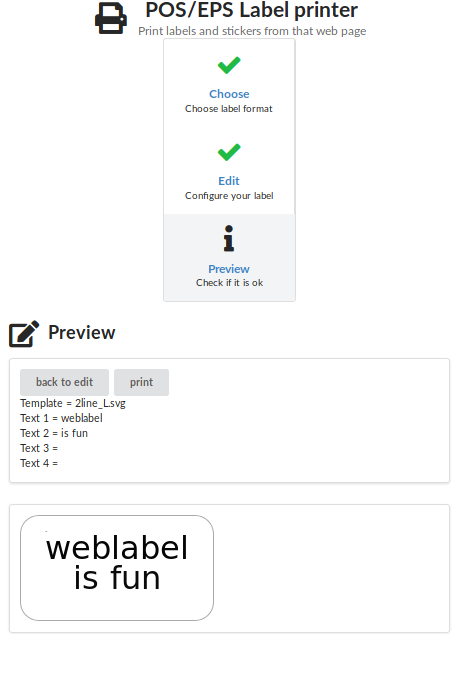 POS/EPS Label printer
Print labels and stickers from that web page
Choose
Choose label format
Edit
Configure your label
Preview
Check if it is ok
Preview
back to edit print
Template = 2line_L.svg
Text 1 = weblabel
Text 2 = is fun
Text 3 =
Text 4 =
weblabel
is fun